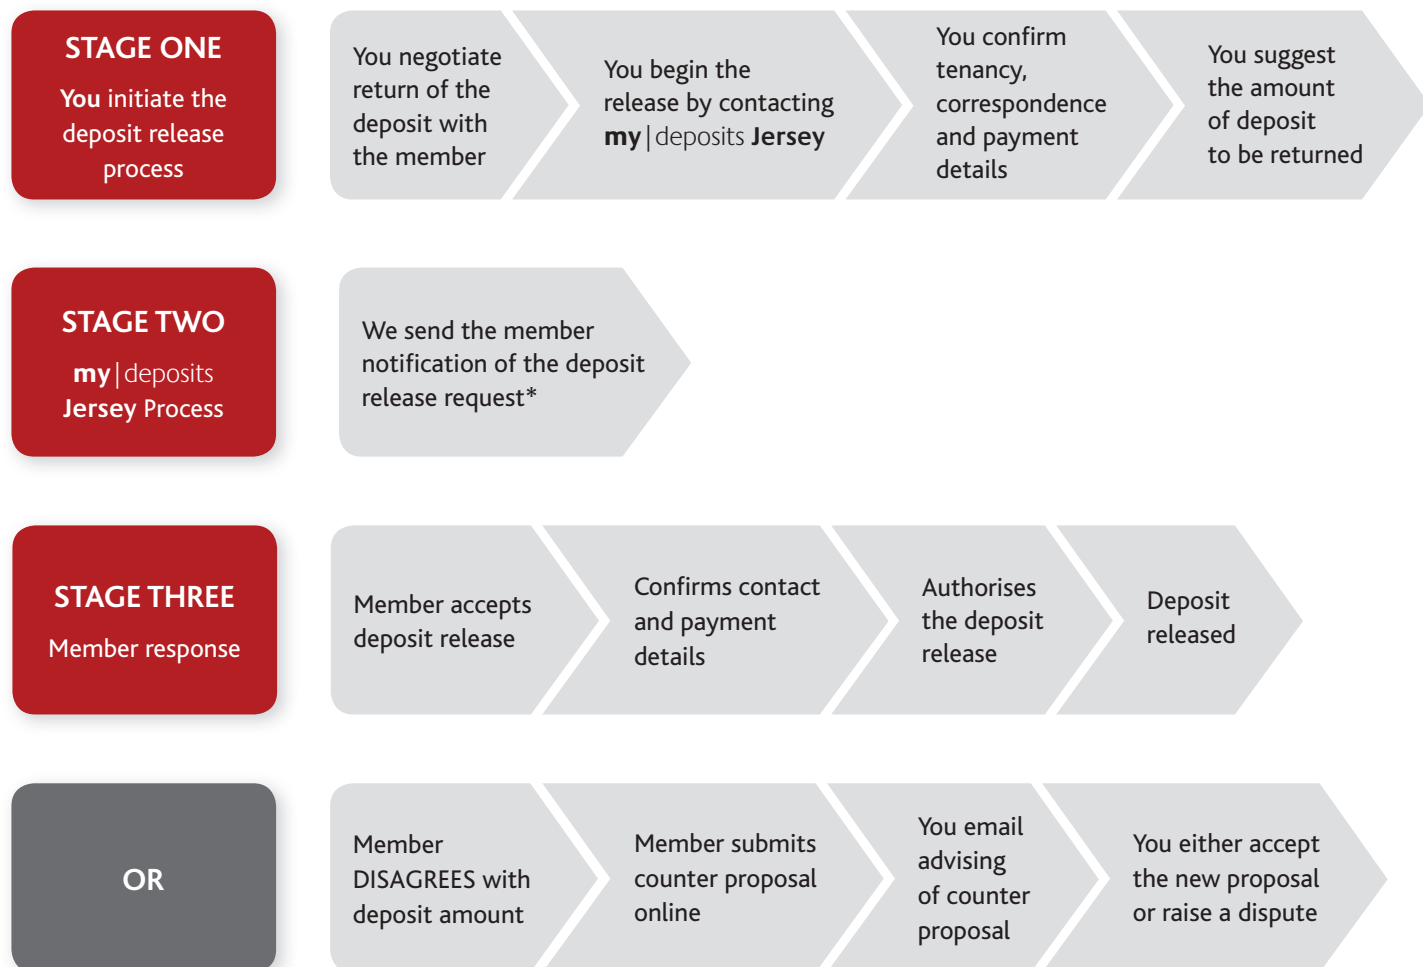 STAGE ONE
You initiate the
deposit release
process
You negotiate
return of the
deposit with
the member
You begin the
release by contacting
my|deposits Jersey
You confirm
tenancy,
correspondence
and payment
details
You suggest
the amount
of deposit
to be returned
STAGE TWO
my|deposits
Jersey Process
We send the member
notification of the deposit
release request*
STAGE THREE
Member response
Member accepts
deposit release
Confirms contact
and payment
details
Authorises
the deposit
release
Deposit
released
OR
Member
DISAGREES with
deposit amount
Member submits
counter proposal
online
You email
advising
of counter
proposal
You either accept
the new proposal
or raise a dispute